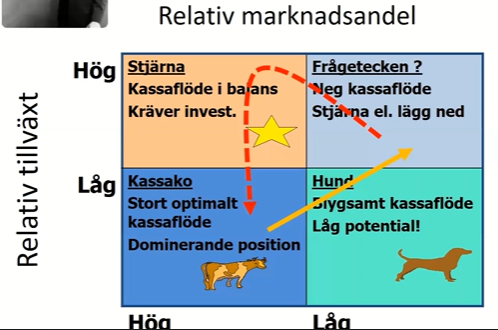 Relativ marknadsandel
Relativ tillväxt
Hög
Stjärna
Kassaflöde i balans
Kräver invest.
Frågetecken ?
Neg kassaflöde
Stjärna el. lägg ned
Låg
Kassako
Stort optimalt
kassaflöde
Dominerande position
Hund
Blygsamt kassaflöde
Låg potential!
Hög
Låg